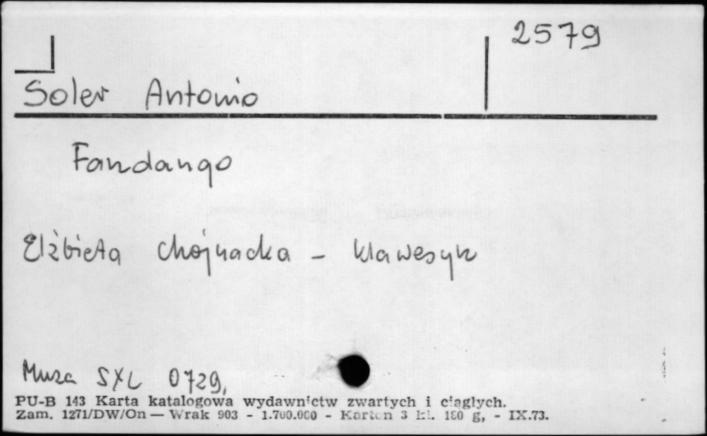 2579
Soler Antonio
Fandango
Elżbieta Chojnacka - klawesyn
Muza SXL 0729,
PU-B 143 Karta katalogowa wydawnictw zwartych i ciągłych.
Zam. 1271/DW/On — Wrak 903 - 1.700.000 - Karton 3 kl. 180 g, - IX.73.